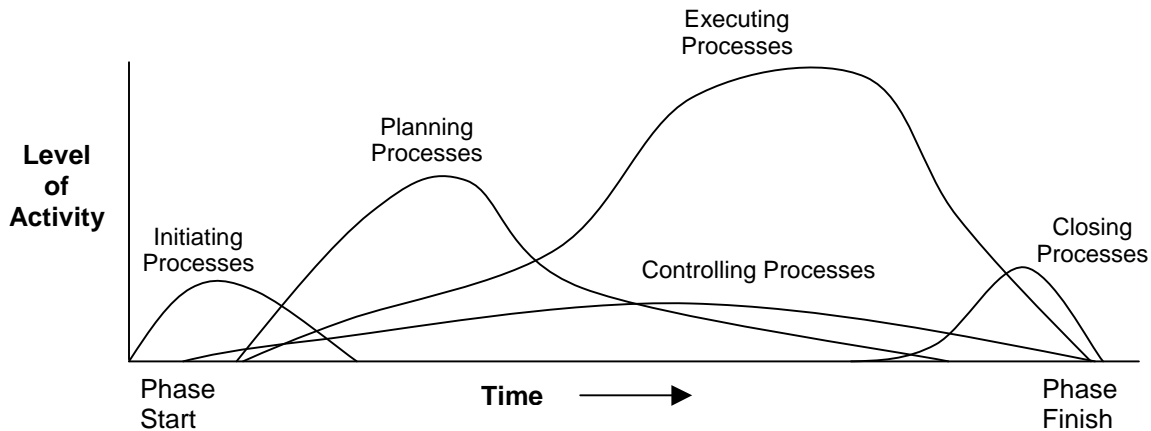 Executing
Processes
Planning
Processes
Level
of
Activity
Initiating
Processes
Closing
Processes
Controlling Processes
Phase
Start
Time
Phase
Finish